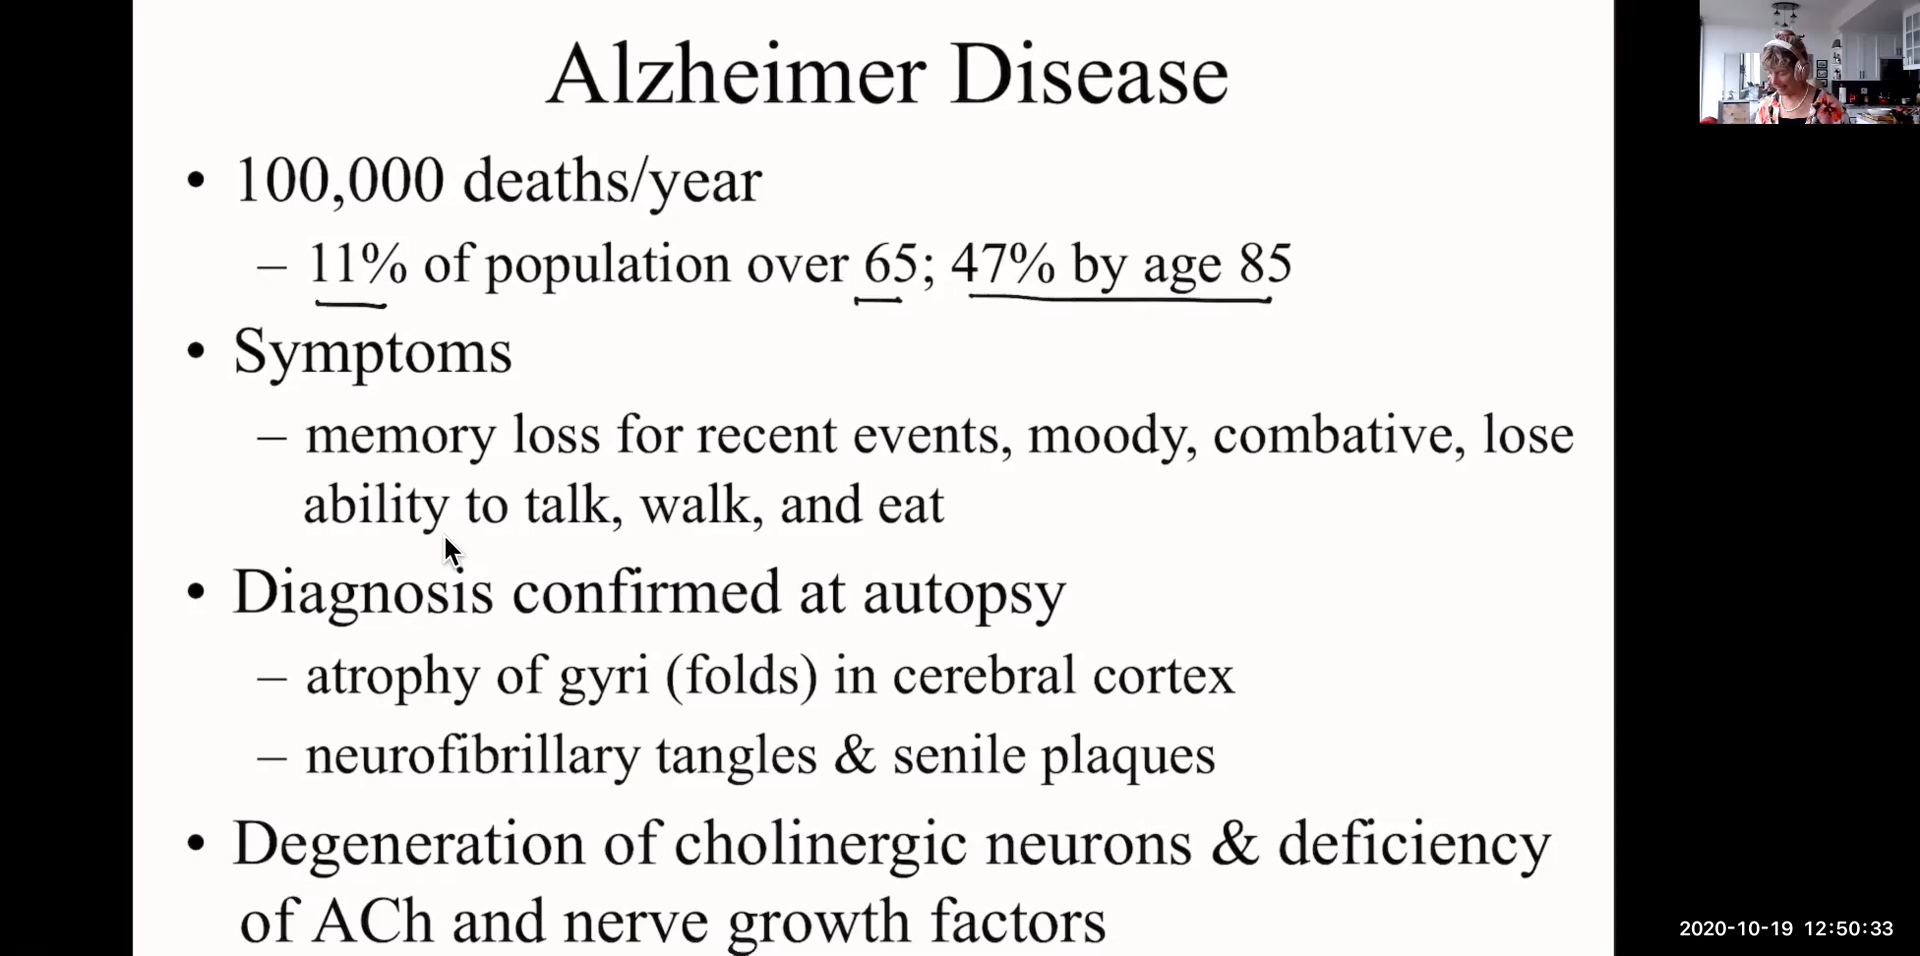 Alzheimer Disease
• 100,000 deaths/year
– 11% of population over 65; 47% by age 85
• Symptoms
– memory loss for recent events, moody, combative, lose
ability to talk, walk, and eat
• Diagnosis confirmed at autopsy
– atrophy of gyri (folds) in cerebral cortex
– neurofibrillary tangles & senile plaques
• Degeneration of cholinergic neurons & deficiency
of ACh and nerve growth factors
2020-10-19 12:50:33